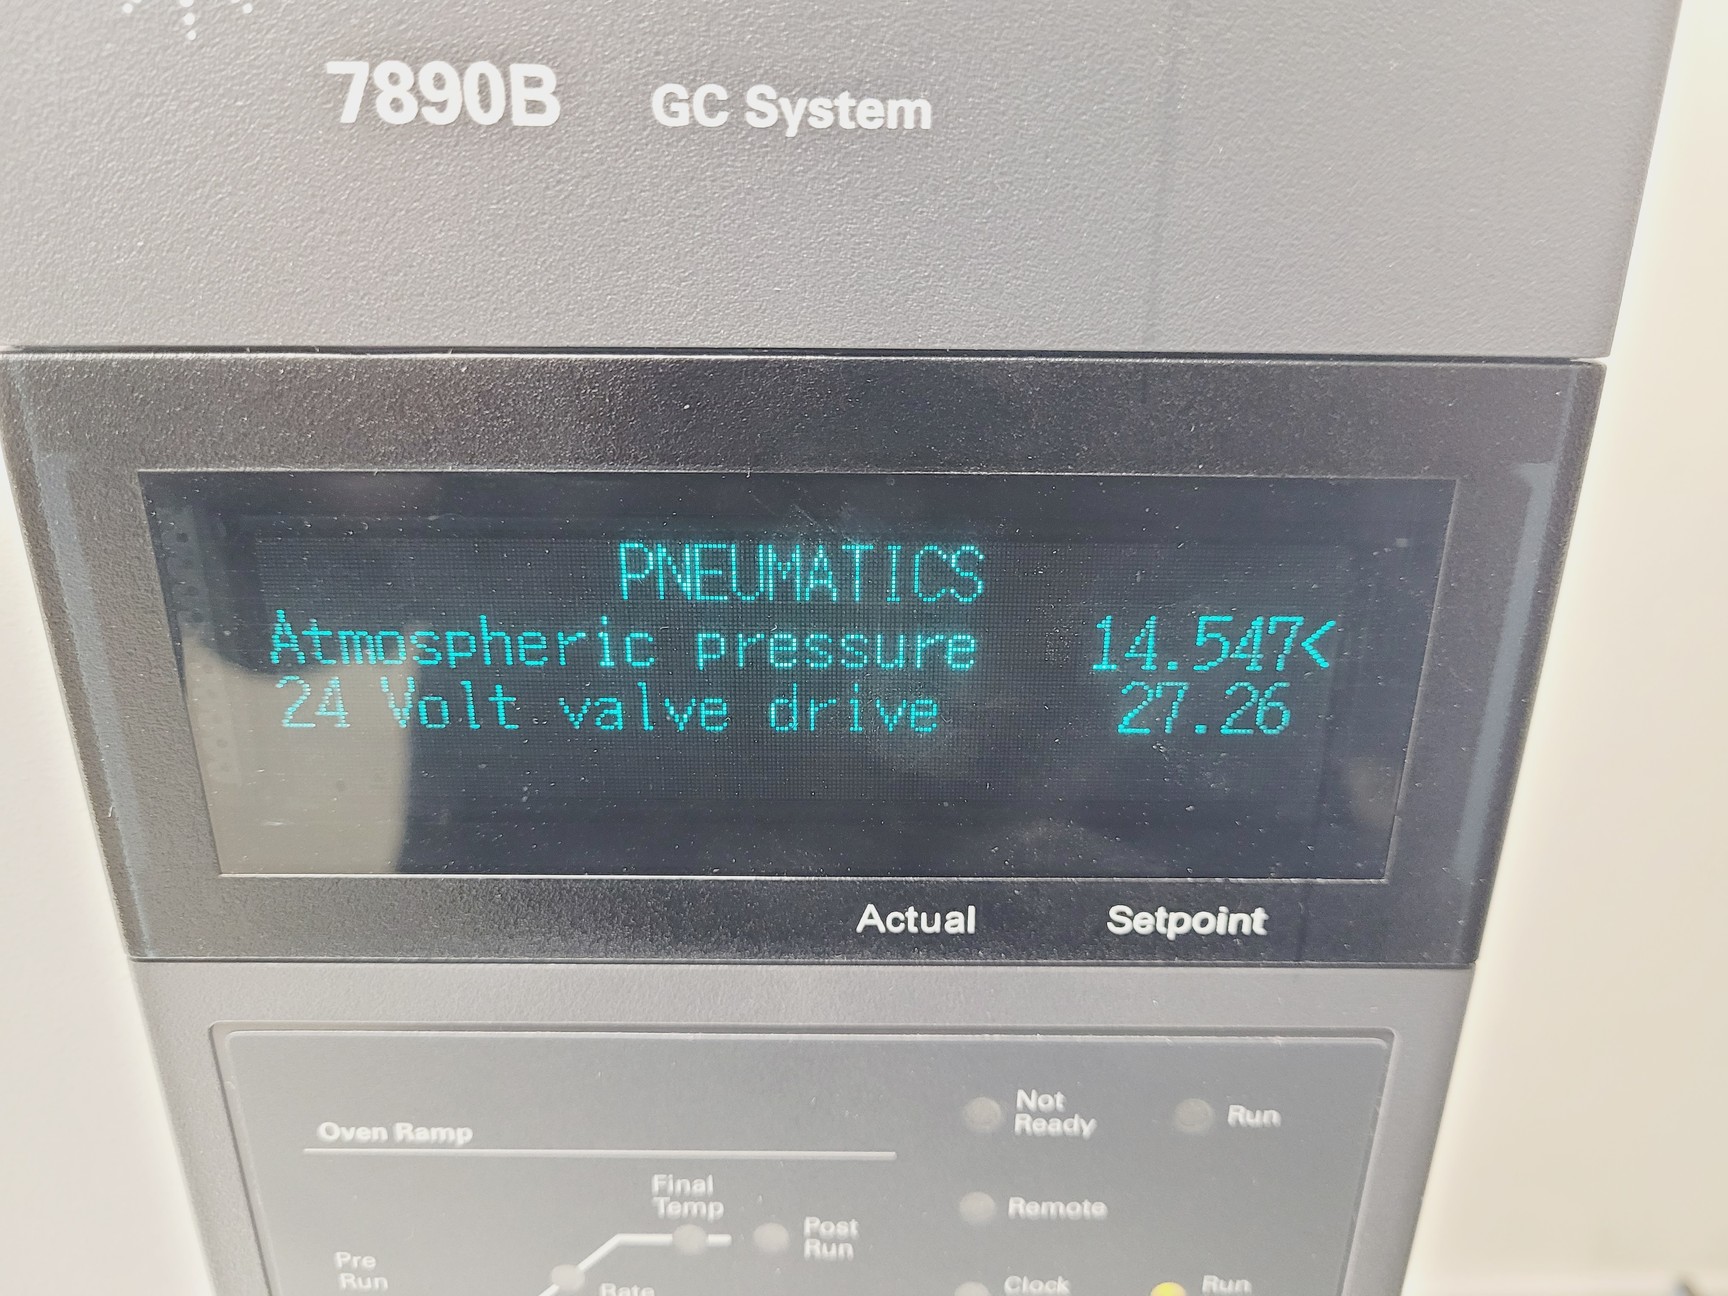 7890B GC System
PNEUMATICS
Atmospheric pressure 14.547<
24 Volt valve drive 27.26
Actual Setpoint
Not
Ready
Run
Oven Ramp
Final
Temp
Remote
Post
Run
Pre
Run
Rate
Clock
Run